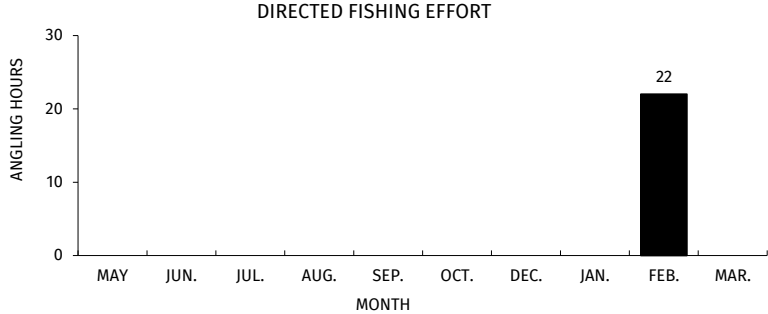 DIRECTED FISHING EFFORT
ANGLING HOURS
30
20
10
0
22
MAY JUN. JUL. AUG. SEP. OCT. DEC. JAN. FEB. MAR.
MONTH